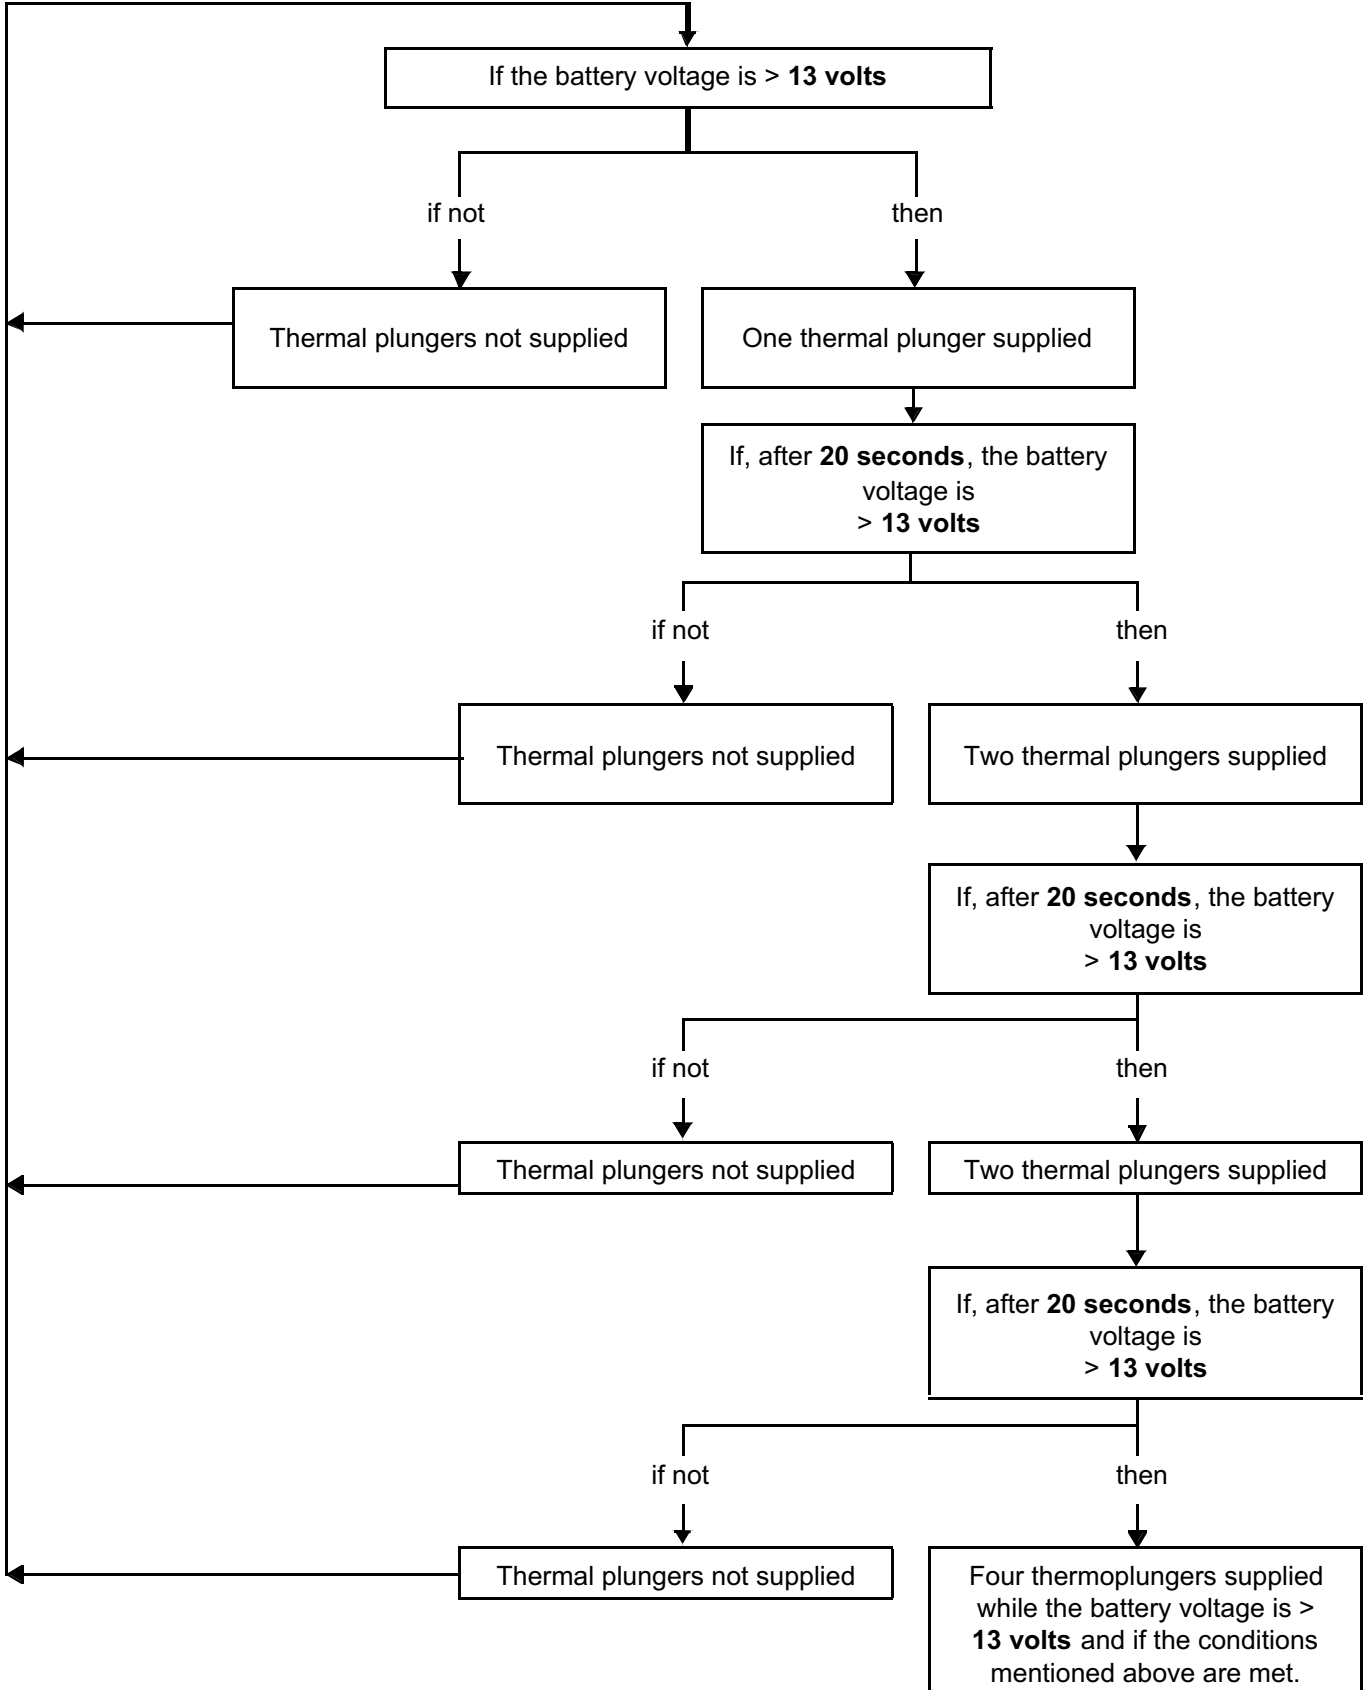 If the battery voltage is > 13 volts
if not
then
Thermal plungers not supplied
One thermal plunger supplied
If, after 20 seconds, the battery
voltage is
> 13 volts
if not
then
Thermal plungers not supplied
Two thermal plungers supplied
If, after 20 seconds, the battery
voltage is
> 13 volts
if not
then
Thermal plungers not supplied
Two thermal plungers supplied
If, after 20 seconds, the battery
voltage is
> 13 volts
if not
then
Thermal plungers not supplied
Four thermoplungers supplied
while the battery voltage is >
13 volts and if the conditions
mentioned above are met.